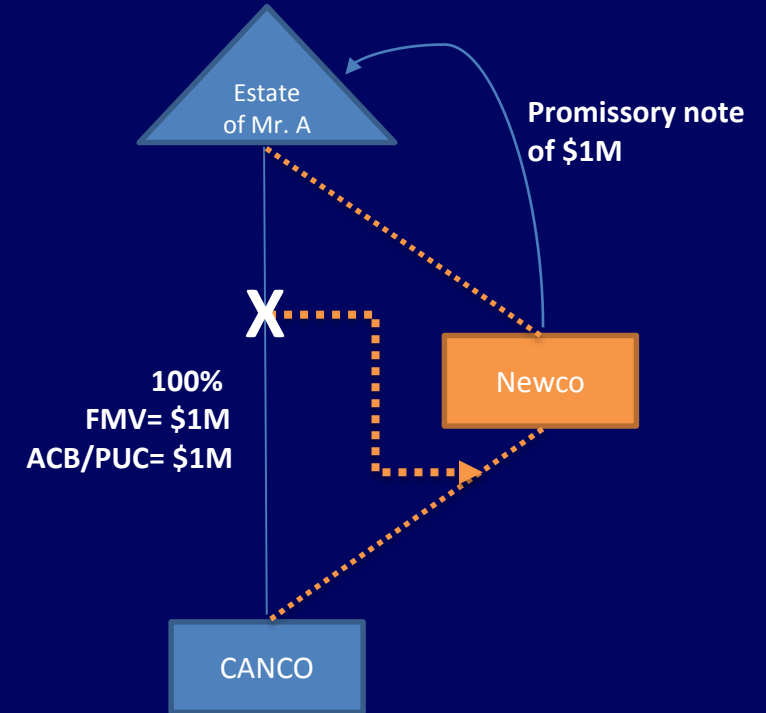 Estate
of Mr. A
Promissory note
of $1M
X
100%
FMV= $1M
ACB/PUC= $1M
Newco
CANCO